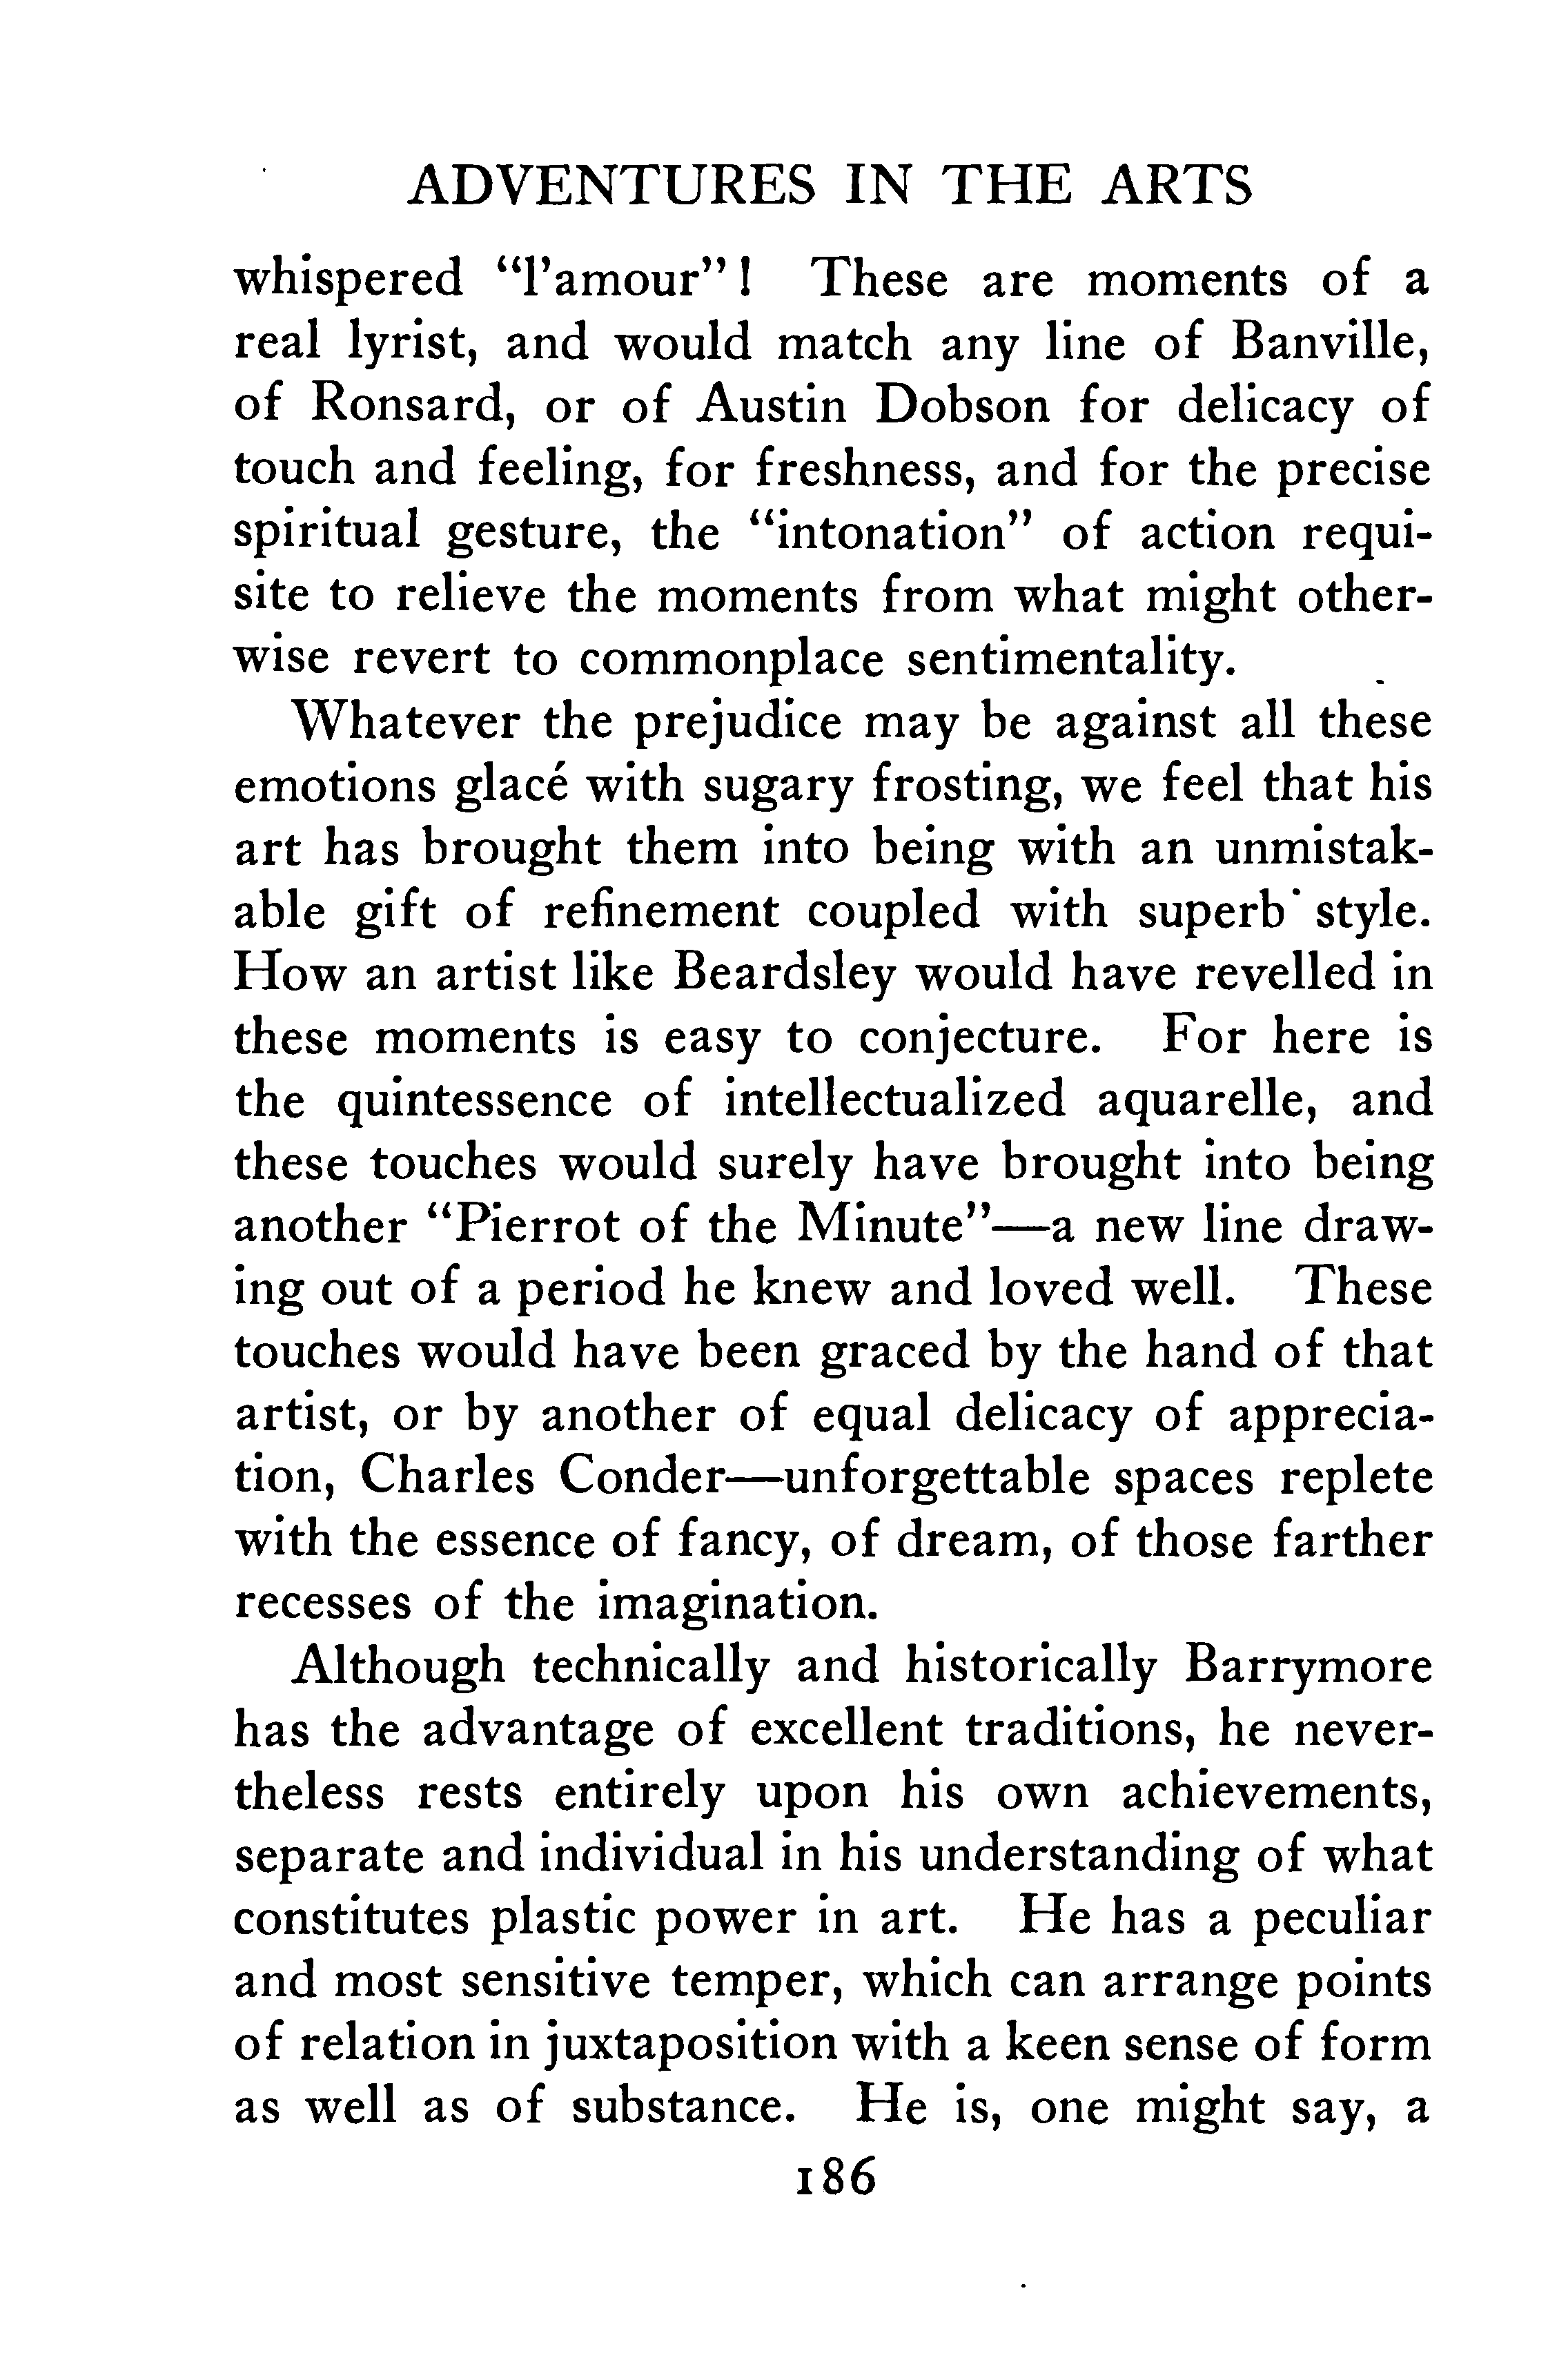 ADVENTURES IN THE ARTS
whispered “l’amour”! These are moments of a
real lyrist, and would match any line of Banville,
of Ronsard, or of Austin Dobson for delicacy of
touch and feeling, for freshness, and for the precise
spiritual gesture, the “intonation” of action requi-
site to relieve the moments from what might other-
wise revert to commonplace sentimentality.
Whatever the prejudice may be against all these
emotions glacé with sugary frosting, we feel that his
art has brought them into being with an unmistak-
able gift of refinement coupled with superb style.
How an artist like Beardsley would have revelled in
these moments is easy to conjecture. For here is
the quintessence of intellectualized aquarelle, and
these touches would surely have brought into being
another “Pierrot of the Minute”—a new line draw-
ing out of a period he knew and loved well. These
touches would have been graced by the hand of that
artist, or by another of equal delicacy of apprecia-
tion, Charles Conder—unforgettable spaces replete
with the essence of fancy, of dream, of those farther
recesses of the imagination.
Although technically and historically Barrymore
has the advantage of excellent traditions, he never-
theless rests entirely upon his own achievements,
separate and individual in his understanding of what
constitutes plastic power in art. He has a peculiar
and most sensitive temper, which can arrange points
of relation in juxtaposition with a keen sense of form
as well as of substance. He is, one might say, a
186